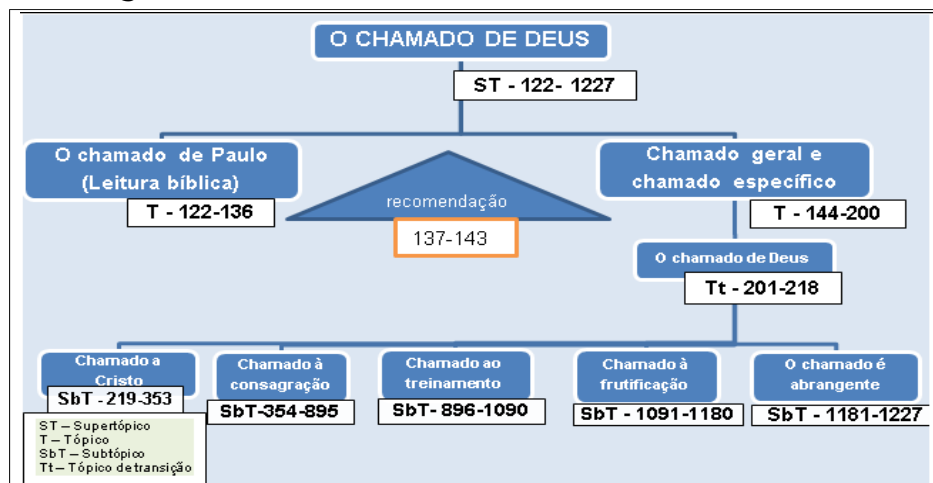 O CHAMADO DE DEUS
ST - 122- 1227
O chamado de Paulo
(Leitura bíblica)
T - 122-136
recomendação
137-143
Chamado geral e
chamado específico
T - 144-200
O chamado de Deus
Tt - 201-218
Chamado a
Cristo
SbT - 219-353
Chamado à
consagração
SbT-354-895
Chamado ao
treinamento
SbT- 896-1090
Chamado à
frutificação
SbT - 1091-1180
O chamado é
abrangente
SbT - 1181-1227
ST – Supertópico
T – Tópico
SbT – Subtópico
Tt – Tópico de transição